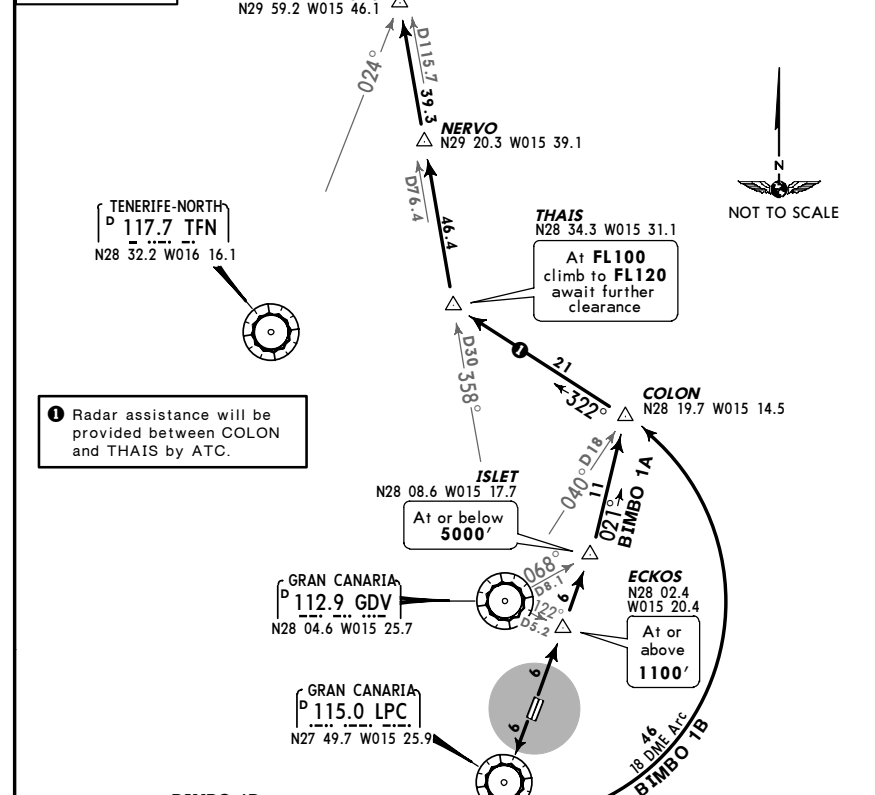 N29 59.2 W015 46.1
024°
D115.7
39.3
NERVO
N29 20.3 W015 39.1
N
NOT TO SCALE
D76.4
46.4
TENERIFE-NORTH
D 117.7 TFN
N28 32.2 W016 16.1
THAIS
N28 34.3 W015 31.1
At FL100
climb to FL120
await further
clearance
D30
358°
1
21
322°
COLON
N28 19.7 W015 14.5
1 Radar assistance will be
provided between COLON
and THAIS by ATC.
040°
D18
11
021°
BIMBO 1A
ISLET
N28 08.6 W015 17.7
At or below
5000'
068°
D8.1
GRAN CANARIA
D 112.9 GDV
N28 04.6 W015 25.7
122°
D5.2
6
ECKOS
N28 02.4
W015 20.4
At or
above
1100'
6
6
GRAN CANARIA
D 115.0 LPC
N27 49.7 W015 25.9
46
18 DME Arc
BIMBO 1B